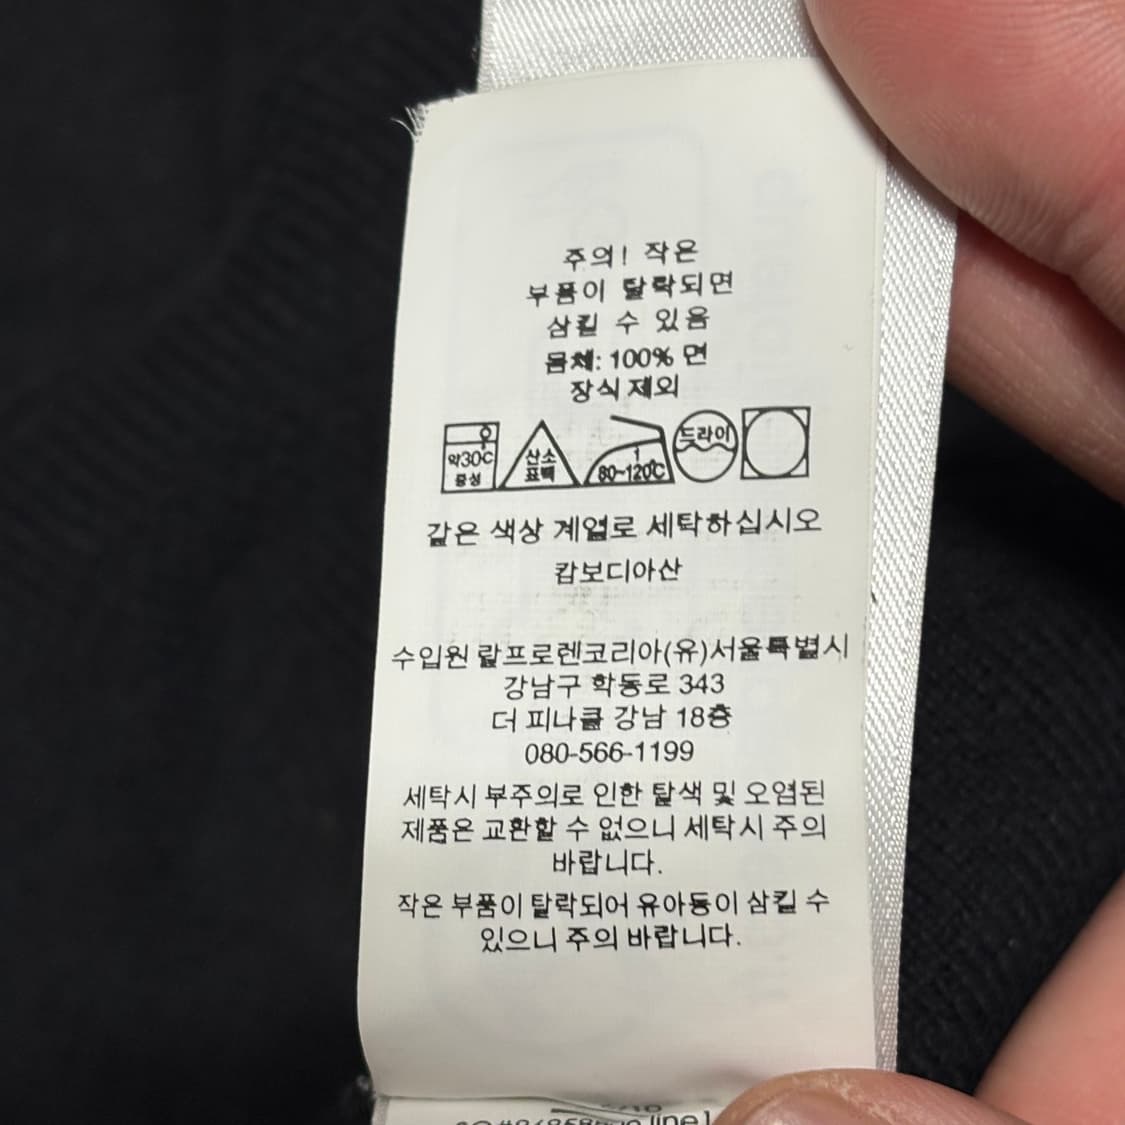 주의! 작은
부품이 탈락되면
삼킬 수 있음
몸체: 100% 면
장식 제외
약30℃
중성
산소
표백
1
80~120℃
드라이
같은 색상 계열로 세탁하십시오
캄보디아산
수입원 랄프로렌코리아(유)서울특별시
강남구 학동로 343
더 피나클 강남 18층
080-566-1199
세탁시 부주의로 인한 탈색 및 오염된
제품은 교환할 수 없으니 세탁시 주의
바랍니다.
작은 부품이 탈락되어 유아동이 삼킬 수
있으니 주의 바랍니다.